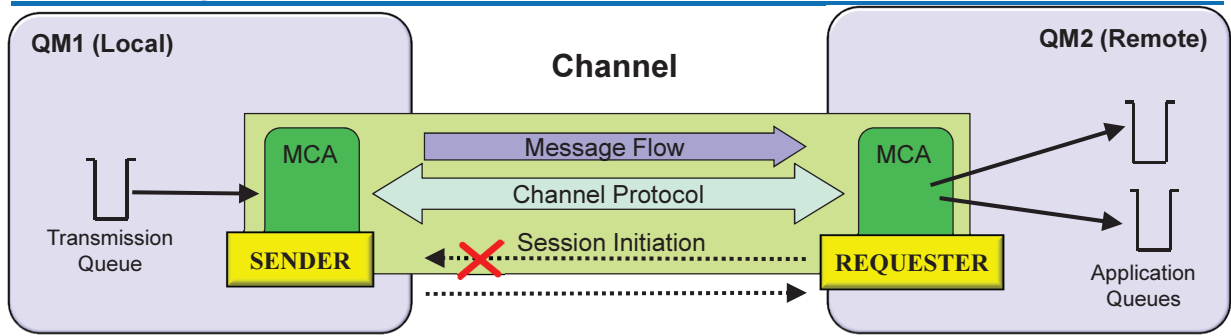 QM1 (Local)
QM2 (Remote)
Channel
MCA
Message Flow
MCA
Channel Protocol
Transmission
Queue
SENDER
Session Initiation
REQUESTER
Application
Queues